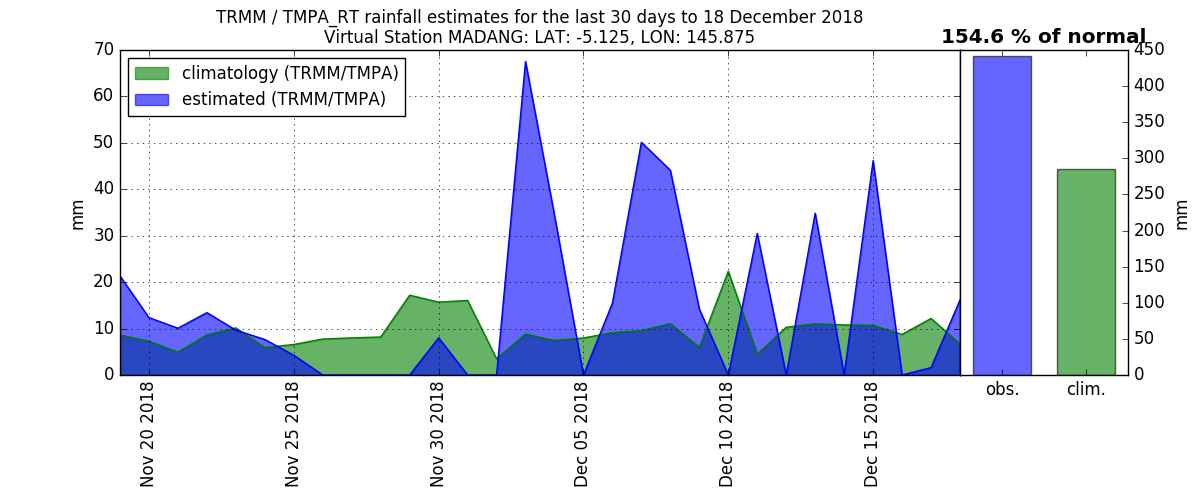 TRMM / TMPA_RT rainfall estimates for the last 30 days to 18 December 2018
Virtual Station MADANG: LAT: -5.125, LON: 145.875
154.6 % of normal
climatology (TRMM/TMPA)
estimated (TRMM/TMPA)
70
60
50
40
30
20
10
0
mm
Nov 20 2018
Nov 25 2018
Nov 30 2018
Dec 05 2018
Dec 10 2018
Dec 15 2018
450
400
350
300
250
200
150
100
50
0
mm
obs.
clim.